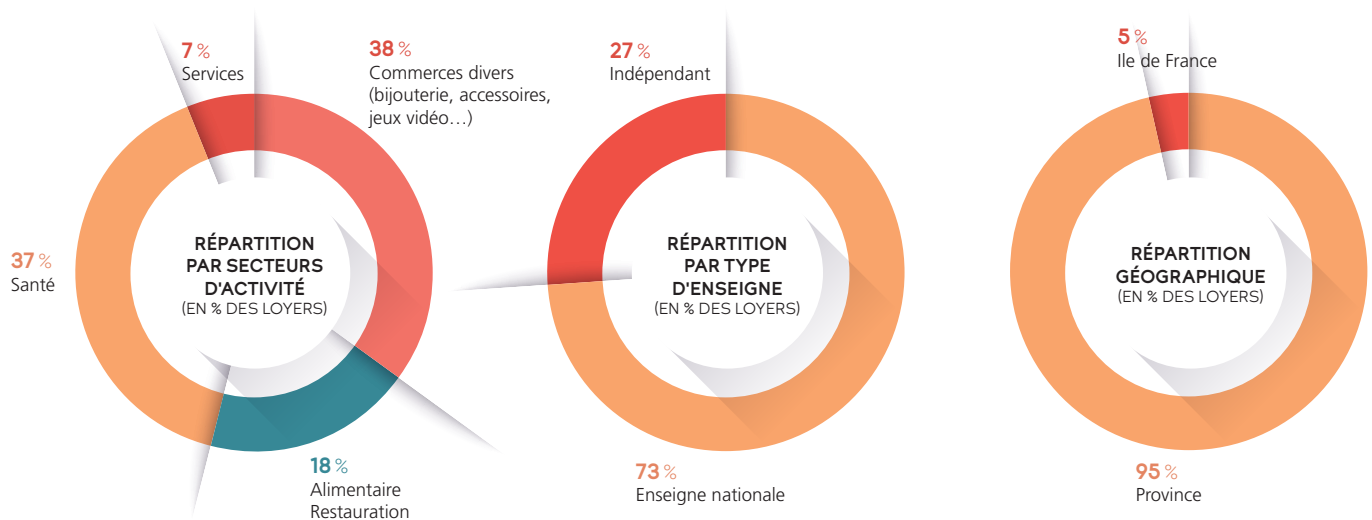 7 %
Services
38 %
Commerces divers
(bijouterie, accessoires,
jeux vidéo…)
37 %
Santé
RÉPARTITION
PAR SECTEURS
D'ACTIVITÉ
(EN % DES LOYERS)
18 %
Alimentaire
Restauration
27 %
Indépendant
RÉPARTITION
PAR TYPE
D'ENSEIGNE
(EN % DES LOYERS)
73 %
Enseigne nationale
5 %
Ile de France
RÉPARTITION
GÉOGRAPHIQUE
(EN % DES LOYERS)
95 %
Province